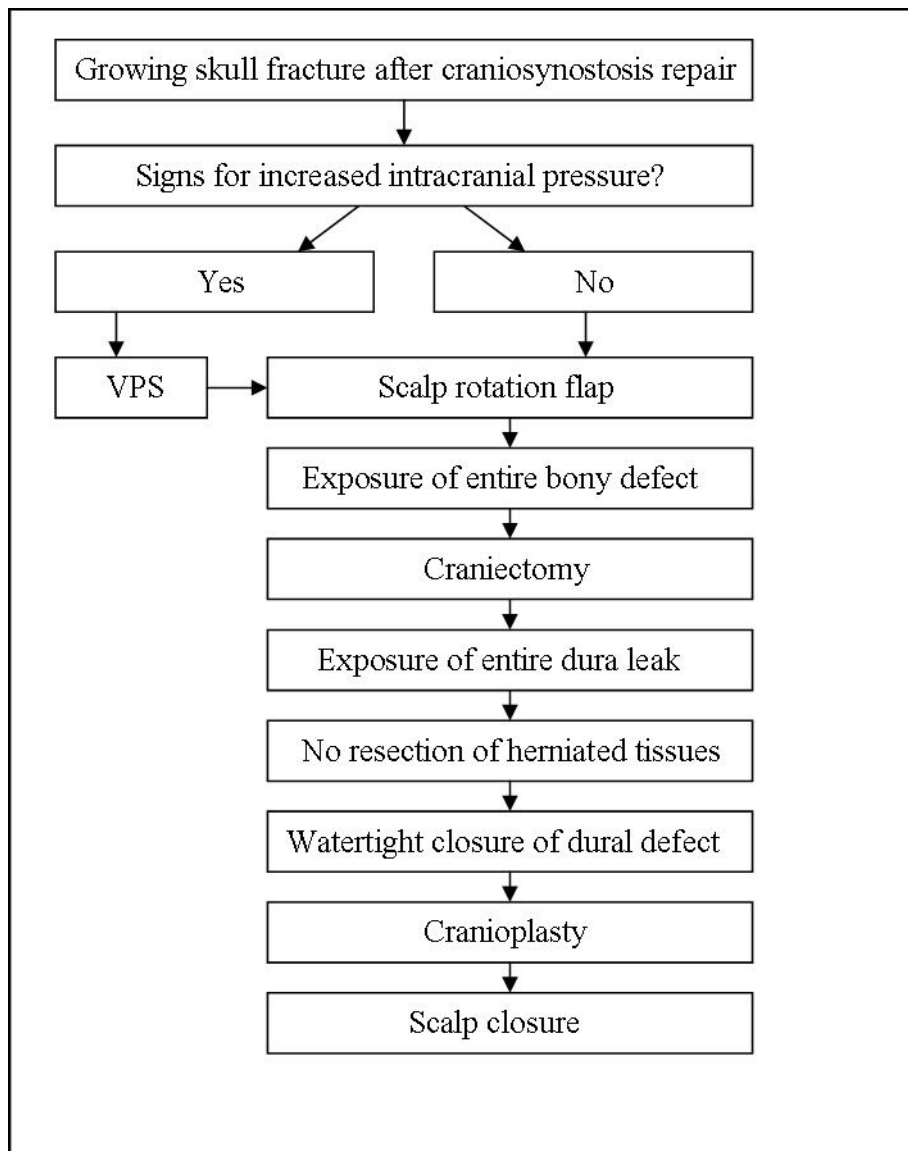 Growing skull fracture after craniosynostosis repair
Signs for increased intracranial pressure?
Yes
No
VPS
Scalp rotation flap
Exposure of entire bony defect
Craniectomy
Exposure of entire dura leak
No resection of herniated tissues
Watertight closure of dural defect
Cranioplasty
Scalp closure